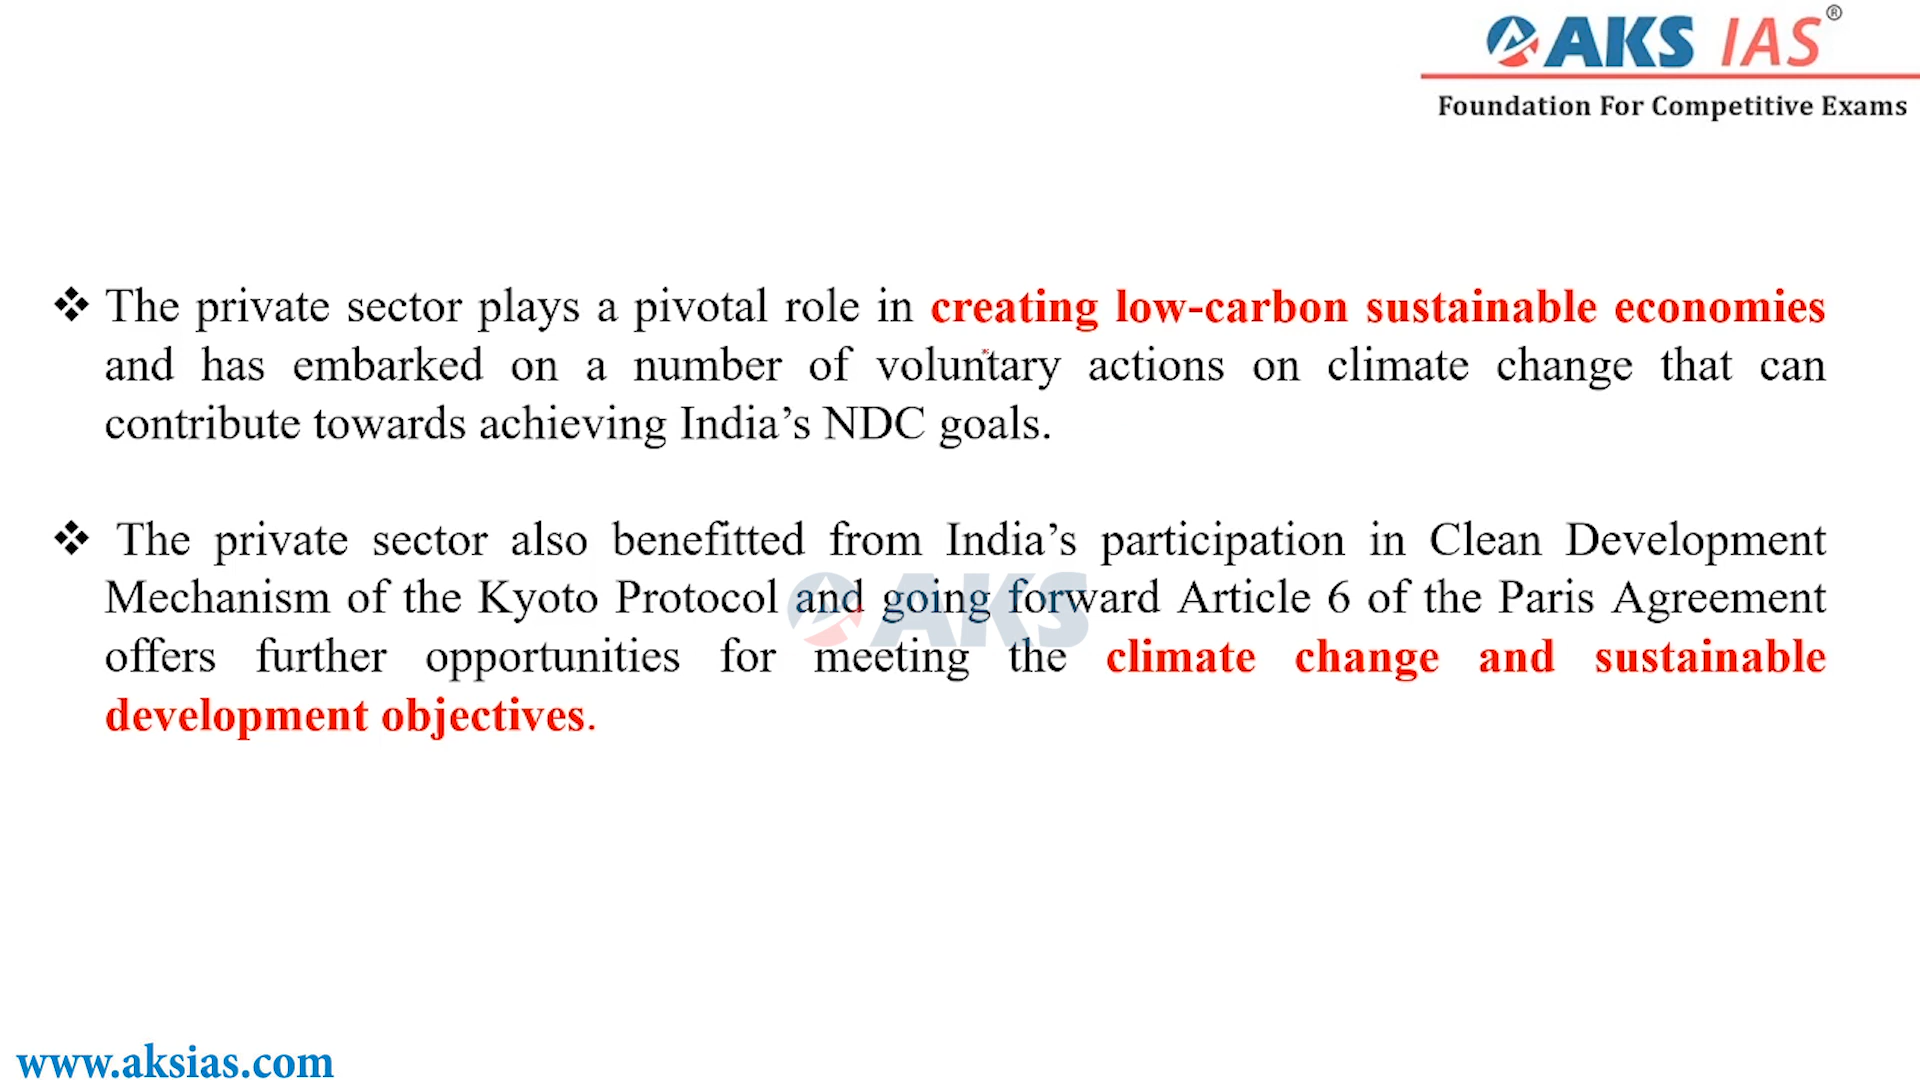 AKS IAS ®
Foundation For Competitive Exams
❖ The private sector plays a pivotal role in creating low-carbon sustainable economies
and has embarked on a number of voluntary actions on climate change that can
contribute towards achieving India’s NDC goals.
❖ The private sector also benefitted from India’s participation in Clean Development
Mechanism of the Kyoto Protocol and going forward Article 6 of the Paris Agreement
offers further opportunities for meeting the climate change and sustainable
development objectives.
AKS
www.aksias.com